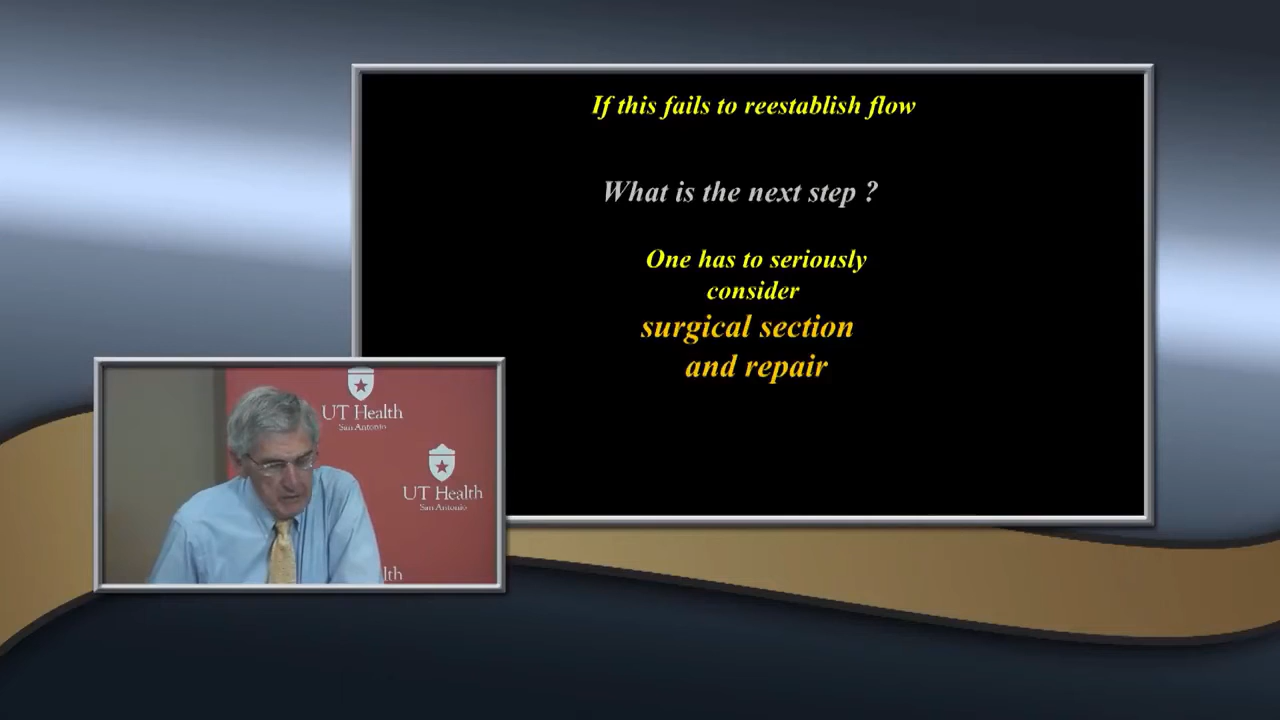 If this fails to reestablish flow
What is the next step ?
One has to seriously
consider
surgical section
and repair
UT Health
San Antonio
UT Health
San Antonio
lth